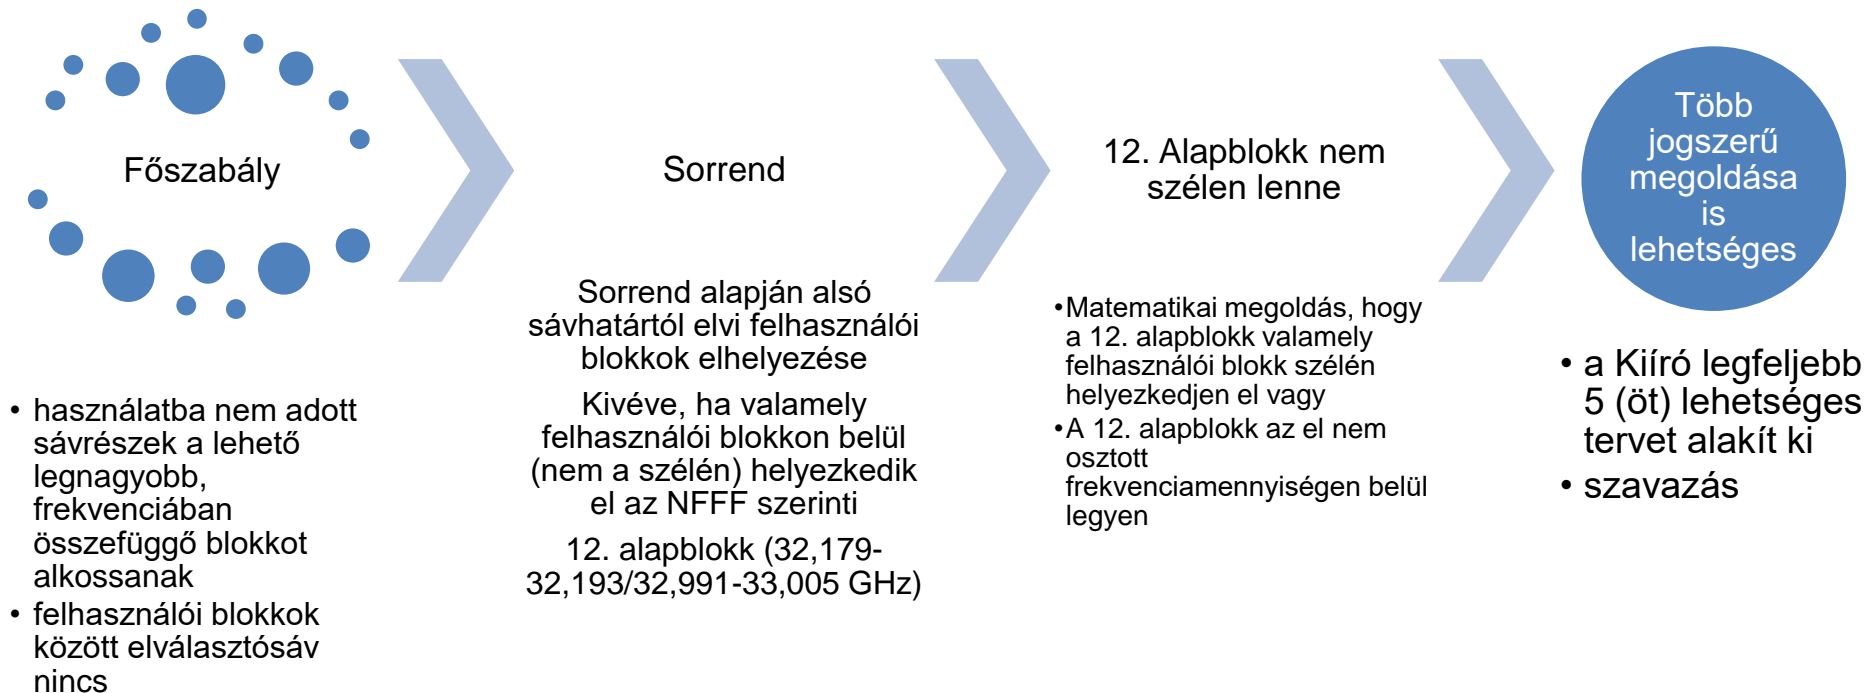 Főszabály
• használatba nem adott
sávrészek a lehető
legnagyobb,
frekvenciában
összefüggő blokkot
alkossanak
• felhasználói blokkok
között elválasztósáv
nincs
Sorrend
Sorrend alapján alsó
sávhatártól elvi felhasználói
blokkok elhelyezése
Kivéve, ha valamely
felhasználói blokkon belül
(nem a szélén) helyezkedik
el az NFFF szerinti
12. alapblokk (32,179-
32,193/32,991-33,005 GHz)
12. Alapblokk nem
szélen lenne
•Matematikai megoldás, hogy
a 12. alapblokk valamely
felhasználói blokk szélén
helyezkedjen el vagy
•A 12. alapblokk az el nem
osztott
frekvenciamennyiségen belül
legyen
Több
jogszerű
megoldása
is
lehetséges
• a Kiíró legfeljebb
5 (öt) lehetséges
tervet alakít ki
• szavazás